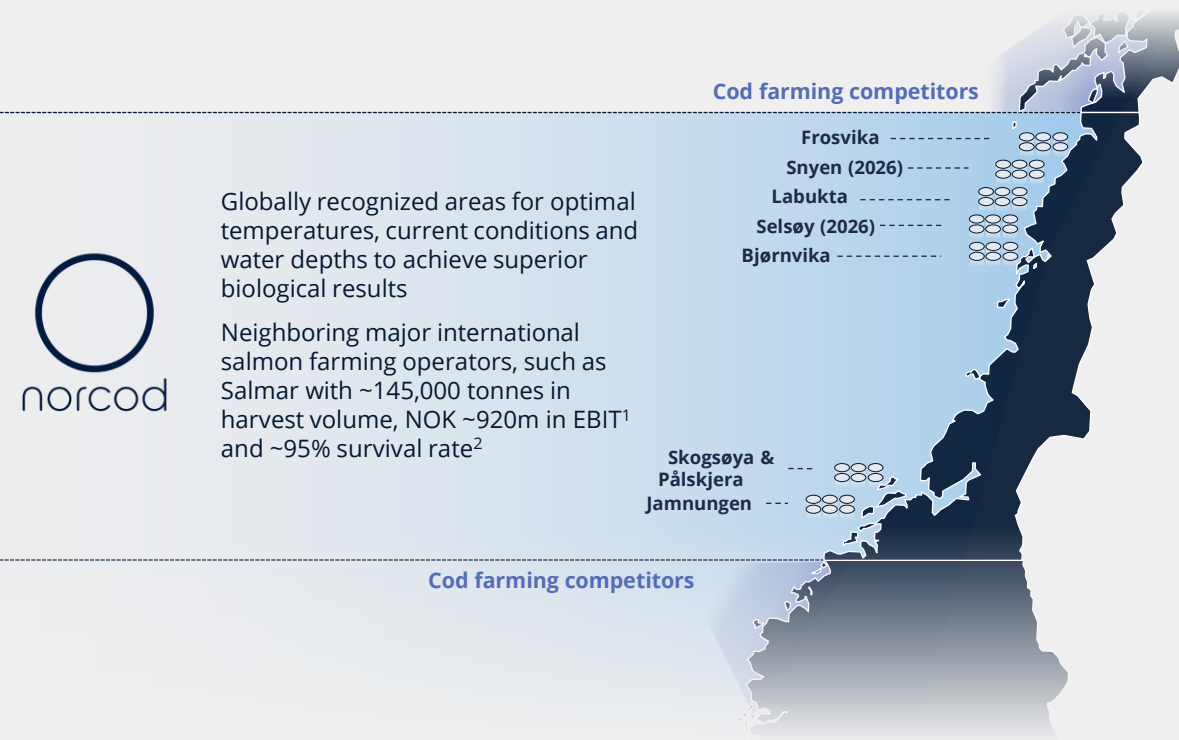 Cod farming competitors
Frosvika
Snyen (2026)
Labukta
Selsøy (2026)
Bjørnvika
Globally recognized areas for optimal
temperatures, current conditions and
water depths to achieve superior
biological results
Neighboring major international
salmon farming operators, such as
Salmar with ~145,000 tonnes in
harvest volume, NOK ~920m in EBIT¹
and ~95% survival rate²
norcod
Skogsøya &
Pålskjera
Jamnungen
Cod farming competitors